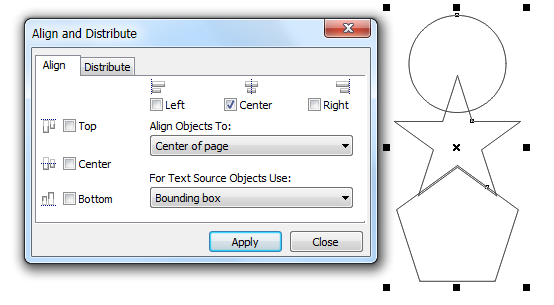 Align and Distribute
Align
Distribute
Left
Center
Right
Top
Align Objects To:
Center of page
Center
For Text Source Objects Use:
Bottom
Bounding box
Apply
Close